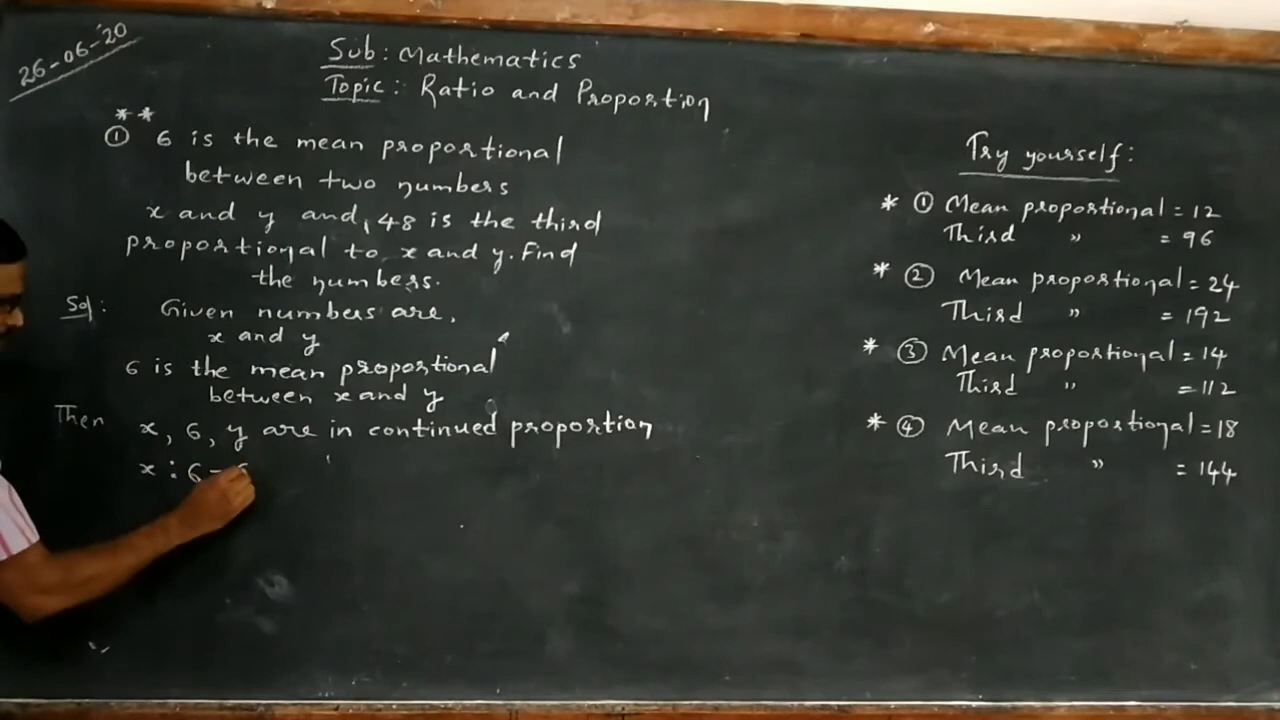 26-06-20
Sub: Mathematics
Topic: Ratio and Proportion
**
① 6 is the mean proportional
between two numbers
x and y and, 48 is the third
proportional to x and y. Find
the numbers.
Sol: Given numbers are,
x and y
6 is the mean proportional
between x and y
Then x, 6, y are in continued proportion
x : 6 = 6
Try yourself:
* ① Mean proportional = 12
Third " = 96
* ② Mean proportional = 24
Third " = 192
* ③ Mean proportional = 14
Third " = 112
* ④ Mean proportional = 18
Third " = 144